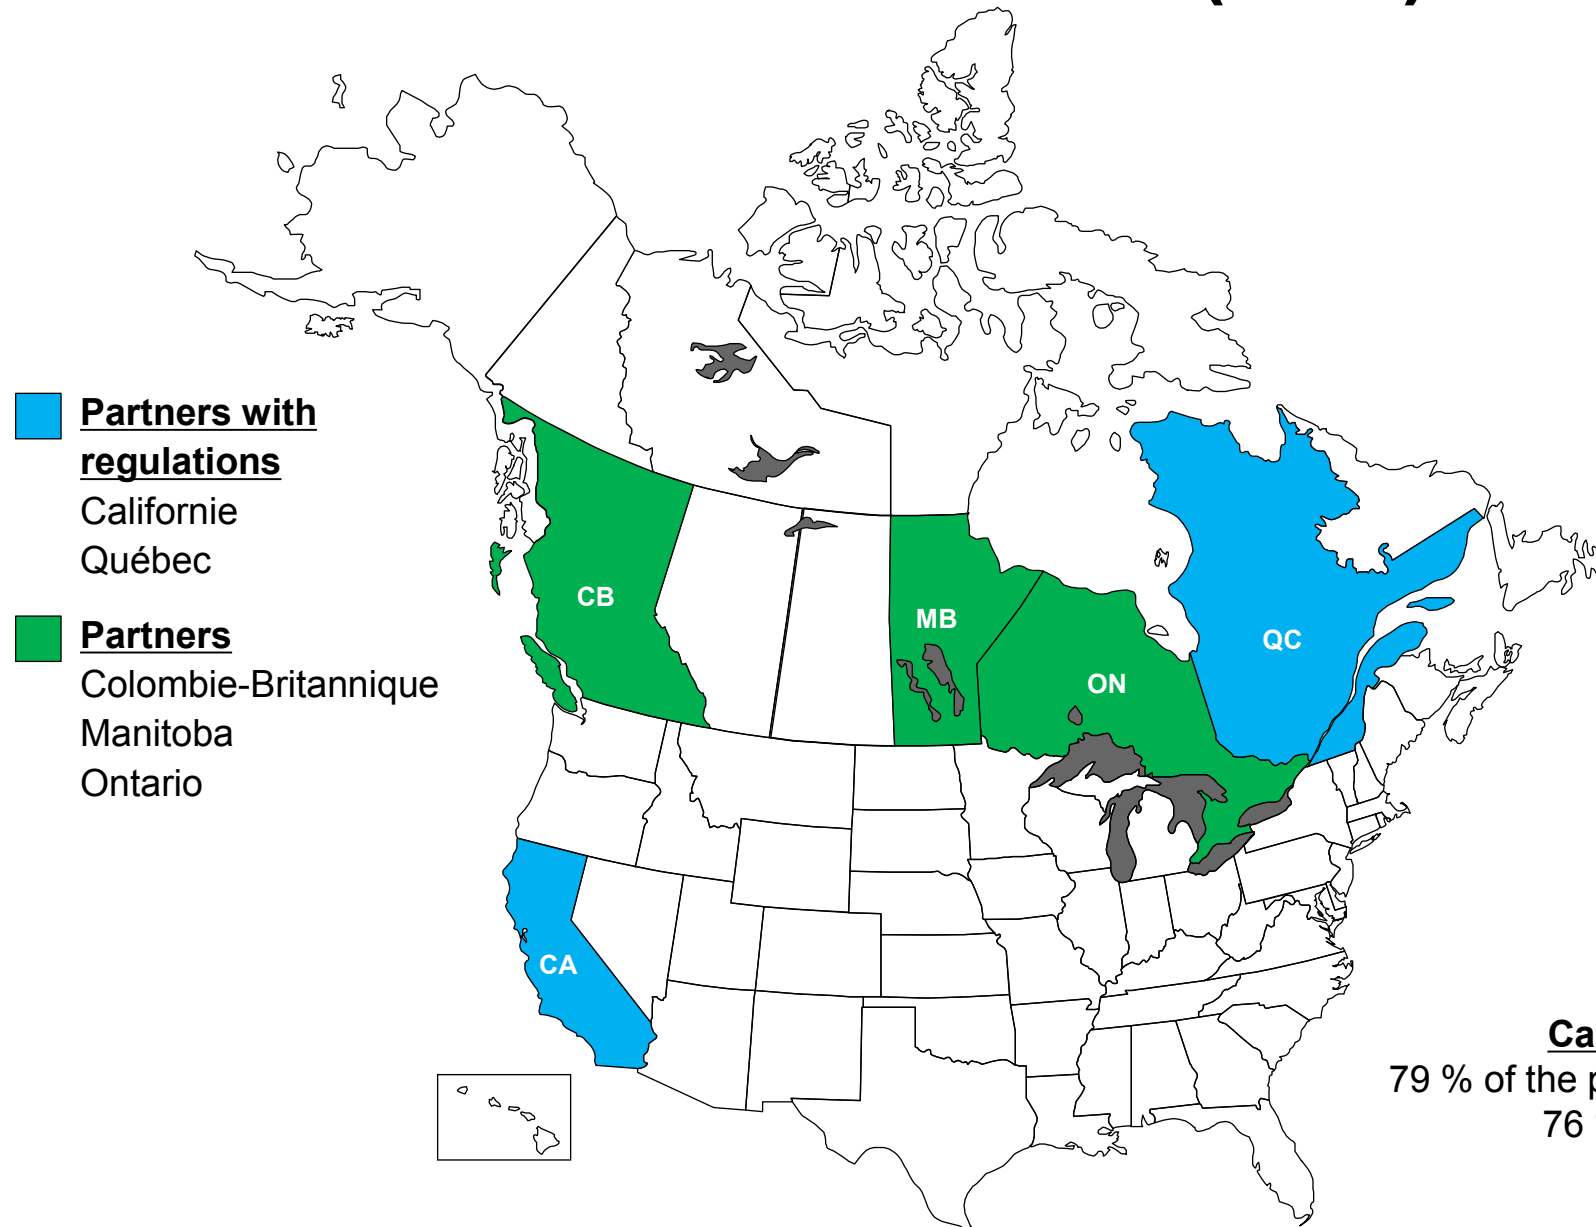 Partners with
regulations
Californie
Québec
Partners
Colombie-Britannique
Manitoba
Ontario
CB
MB
ON
QC
CA
79 % of the
76